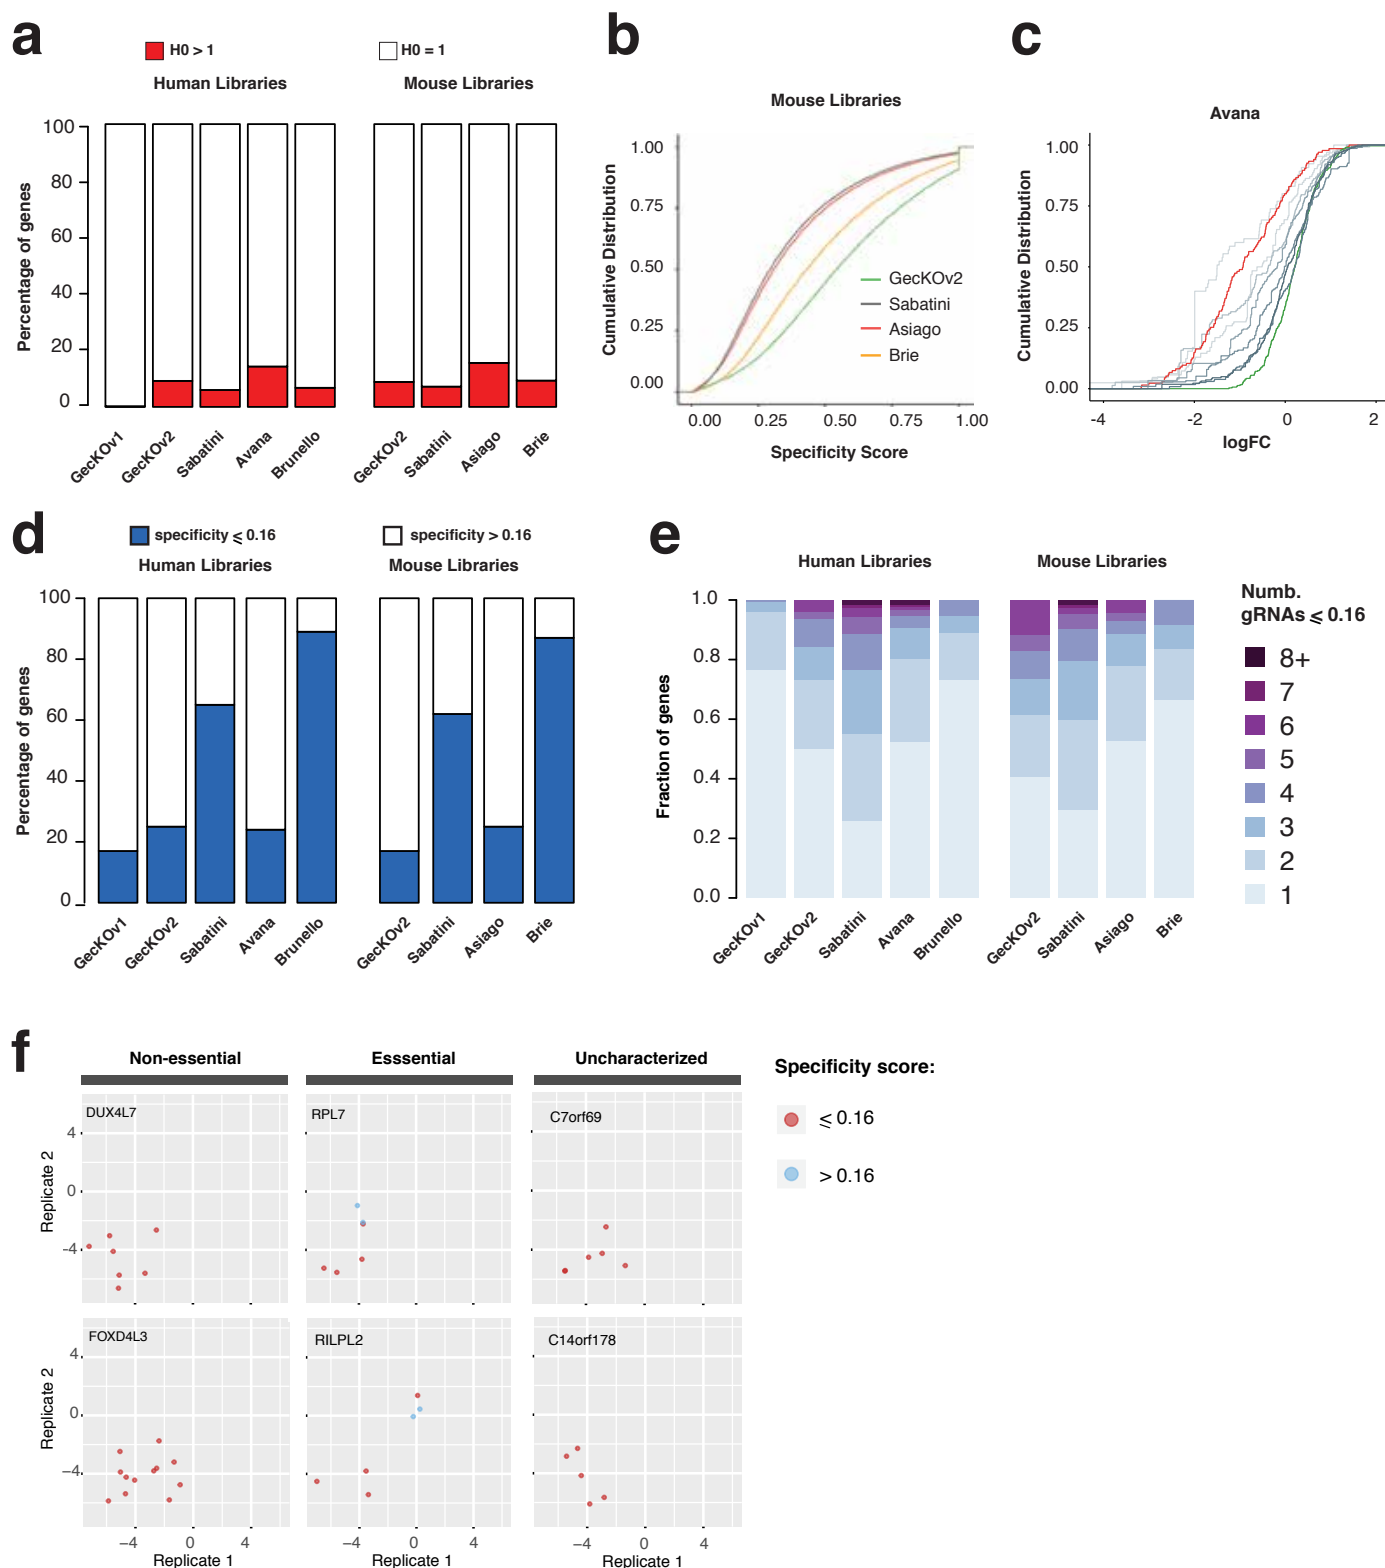 a
H0 > 1
H0 = 1
Human Libraries
Mouse Libraries
Percentage of genes
100
80
60
40
20
0
GecKOv1
GecKOv2
Sabatini
Avana
Brunello
GecKOv2
Sabatini
Asiago
Brie
b
Mouse Libraries
Cumulative Distribution
1.00
0.75
0.50
0.25
0.00
GecKOv2
Sabatini
Asiago
Brie
0.00
0.25
0.50
0.75
1.00
Specificity Score
c
Avana
Cumulative Distribution
1.00
0.75
0.50
0.25
0.00
-4
-2
0
2
logFC
d
specificity ⩽ 0.16
specificity > 0.16
Human Libraries
Mouse Libraries
Percentage of genes
100
80
60
40
20
0
GecKOv1
GecKOv2
Sabatini
Avana
Brunello
GecKOv2
Sabatini
Asiago
Brie
e
Human Libraries
Mouse Libraries
Fraction of genes
1.0
0.8
0.6
0.4
0.2
0.0
GecKOv1
GecKOv2
Sabatini
Avana
Brunello
GecKOv2
Sabatini
Asiago
Brie
Numb.
gRNAs ⩽ 0.16
8+
7
6
5
4
3
2
1
f
Non-essential
Esssential
Uncharacterized
DUX4L7
RPL7
C7orf69
Replicate 2
4
0
−4
FOXD4L3
RILPL2
C14orf178
Replicate 2
4
0
−4
−4 0 4
−4 0 4
−4 0 4
Replicate 1
Replicate 1
Replicate 1
Specificity score:
⩽ 0.16
> 0.16